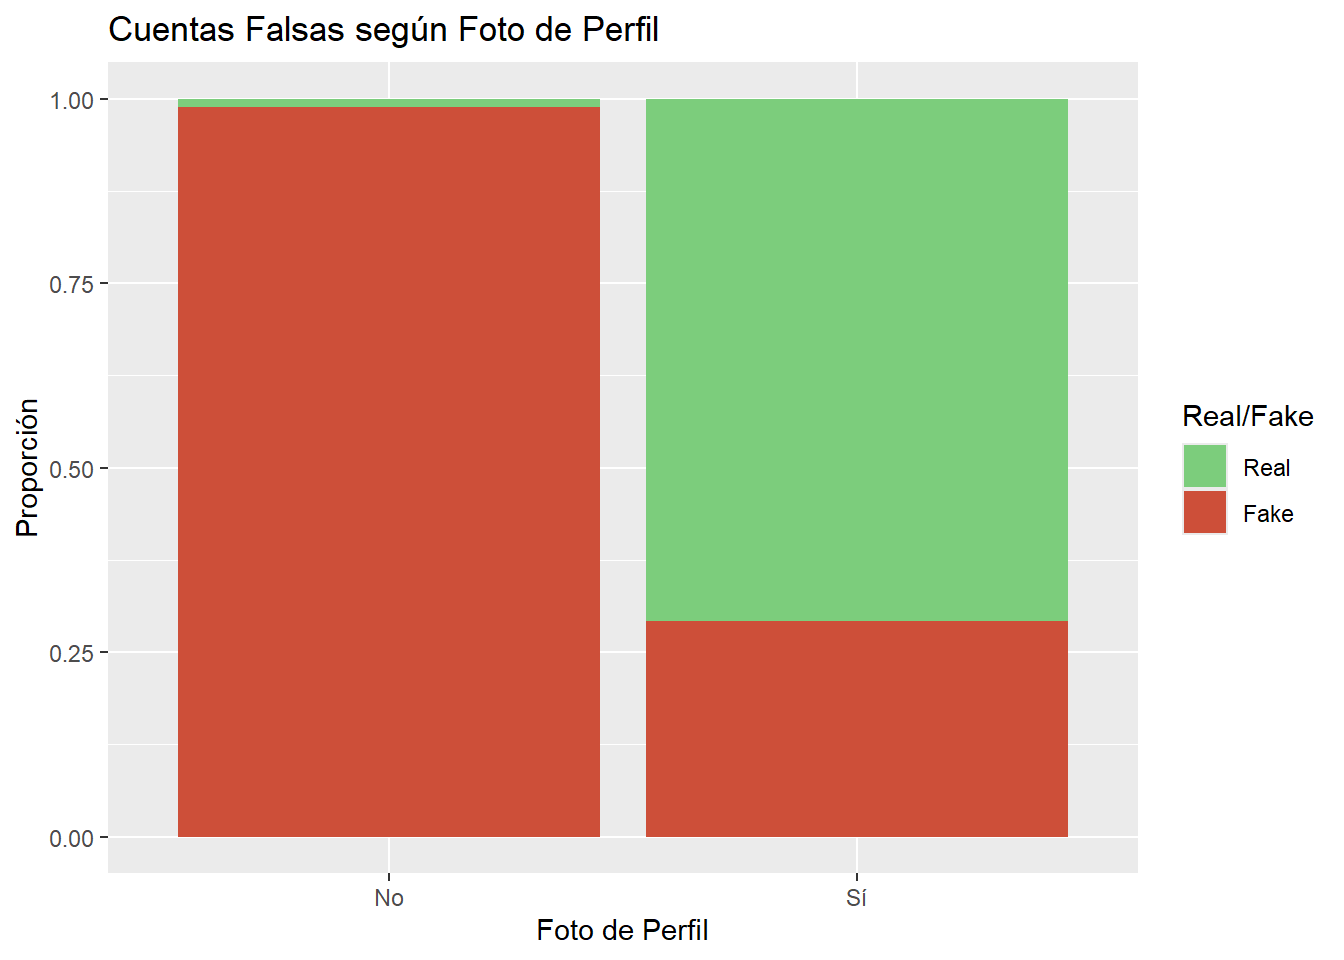 Cuentas Falsas según Foto de Perfil
1.00
0.75
0.50
0.25
0.00
Proporción
No
Sí
Foto de Perfil
Real/Fake
Real
Fake